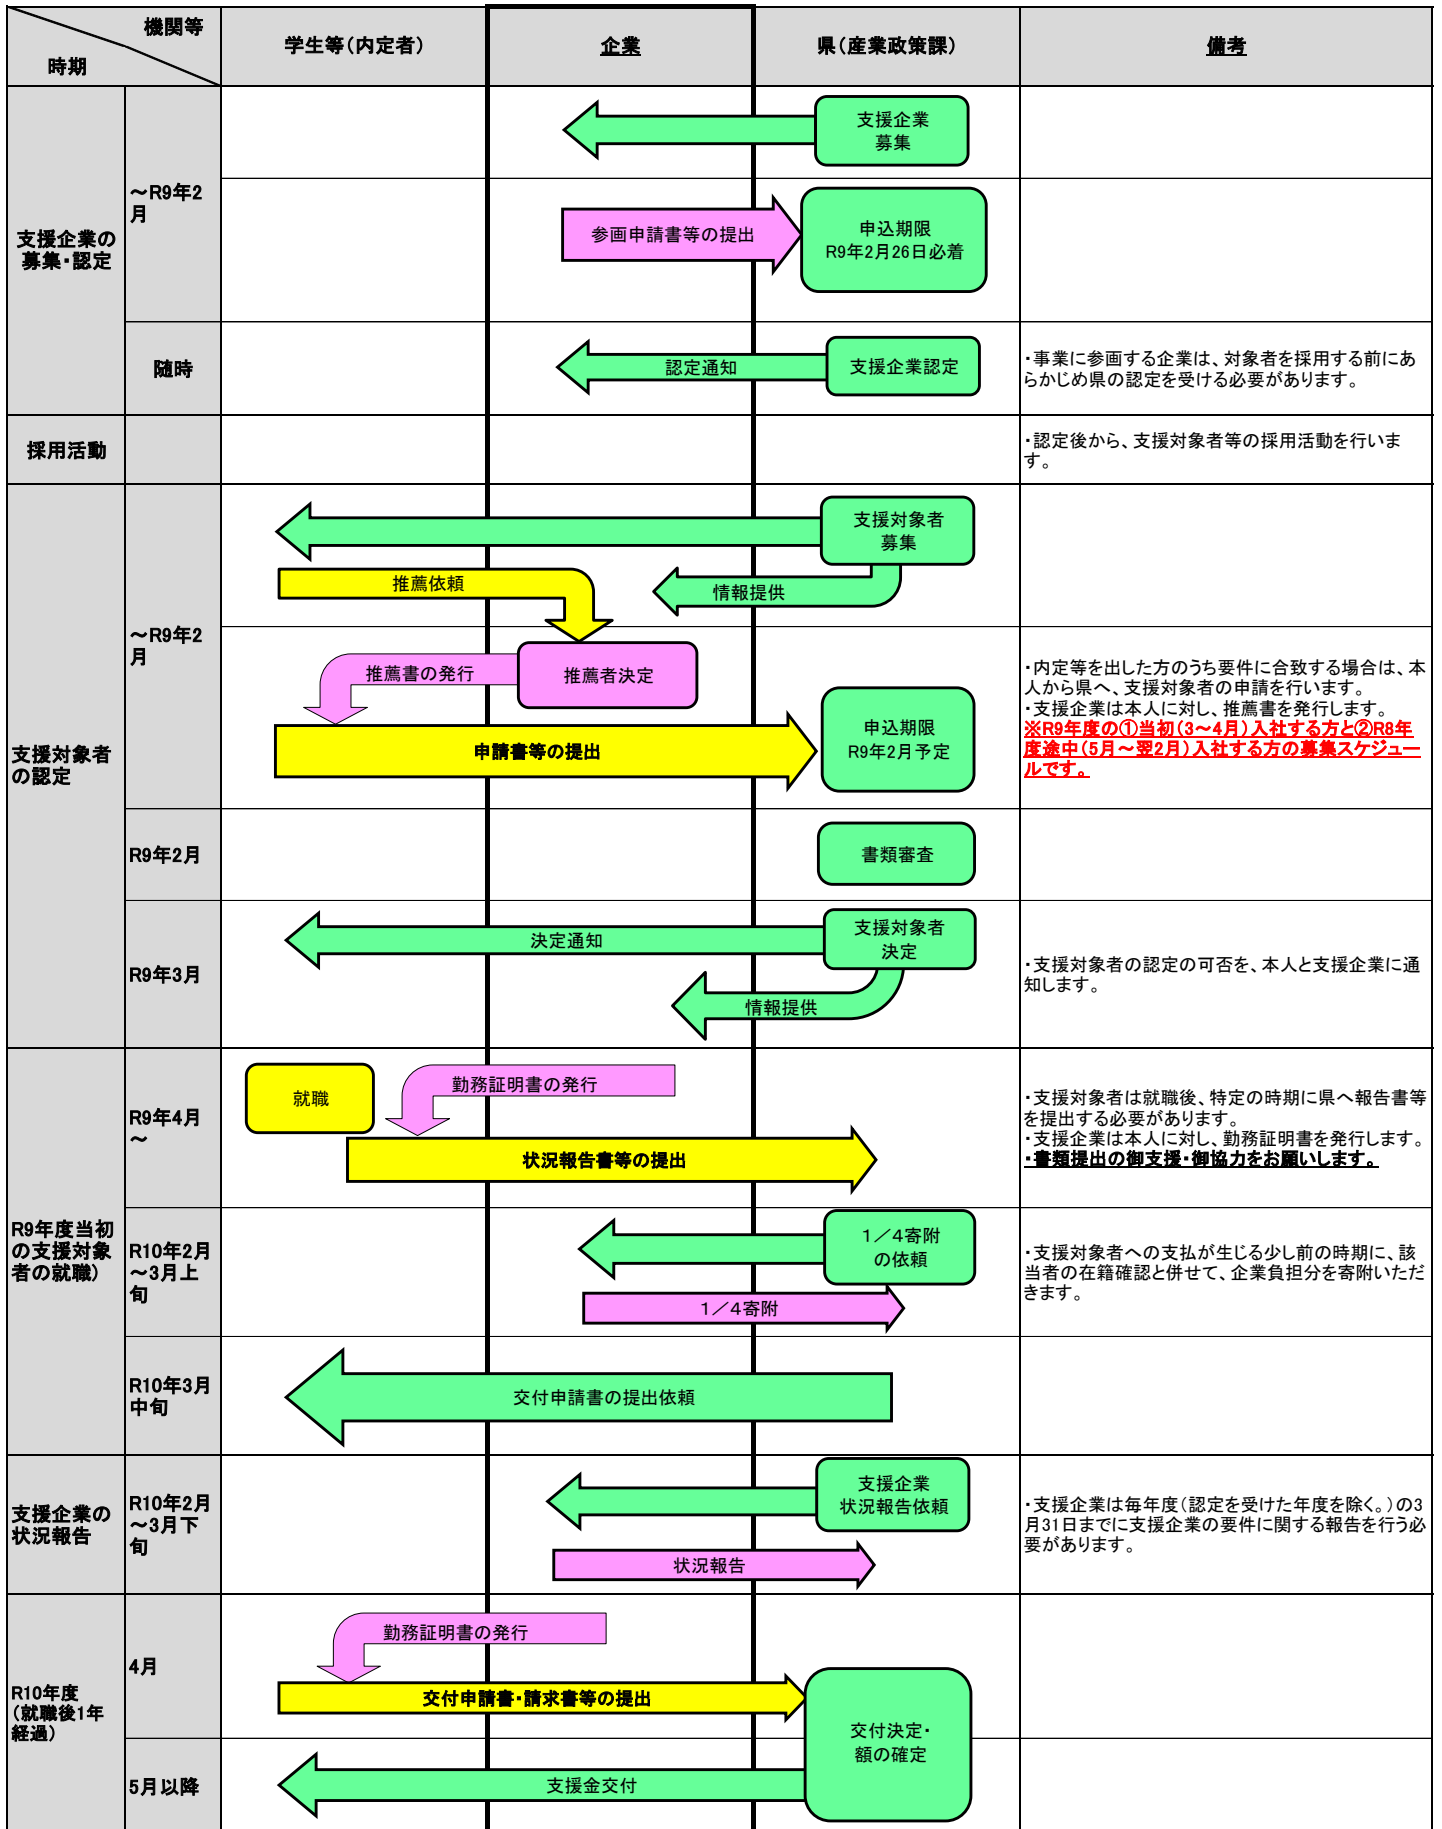 機関等
時期
学生等（内定者）
企業
県（産業政策課）
備考
支援企業の
募集・認定
～R9年2
月
支援企業
募集
参画申請書等の提出
申込期限
R9年2月26日必着
随時
認定通知
支援企業認定
・事業に参画する企業は、対象者を採用する前にあ
らかじめ県の認定を受ける必要があります。
採用活動
・認定後から、支援対象者等の採用活動を行いま
す。
支援対象者
の認定
～R9年2
月
支援対象者
募集
推薦依頼
情報提供
推薦書の発行
推薦者決定
申請書等の提出
申込期限
R9年2月予定
・内定等を出した方のうち要件に合致する場合は、本
人から県へ、支援対象者の申請を行います。
・支援企業は本人に対し、推薦書を発行します。
※R9年度の①当初（3～4月）入社する方と②R8年
度途中（5月～翌2月）入社する方の募集スケジュー
ルです。
R9年2月
書類審査
R9年3月
決定通知
支援対象者
決定
情報提供
・支援対象者の認定の可否を、本人と支援企業に通
知します。
R9年度当初
の支援対象
者の就職）
R9年4月
～
就職
勤務証明書の発行
状況報告書等の提出
・支援対象者は就職後、特定の時期に県へ報告書等
を提出する必要があります。
・支援企業は本人に対し、勤務証明書を発行します。
・書類提出の御支援・御協力をお願いします。
R10年2月
～3月上
旬
１／４寄附
の依頼
１／４寄附
・支援対象者への支払が生じる少し前の時期に、該
当者の在籍確認と併せて、企業負担分を寄附いただ
きます。
R10年3月
中旬
交付申請書の提出依頼
支援企業の
状況報告
R10年2月
～3月下
旬
支援企業
状況報告依頼
状況報告
・支援企業は毎年度（認定を受けた年度を除く。）の3
月31日までに支援企業の要件に関する報告を行う必
要があります。
R10年度
（就職後1年
経過）
4月
勤務証明書の発行
交付申請書・請求書等の提出
交付決定・
額の確定
5月以降
支援金交付